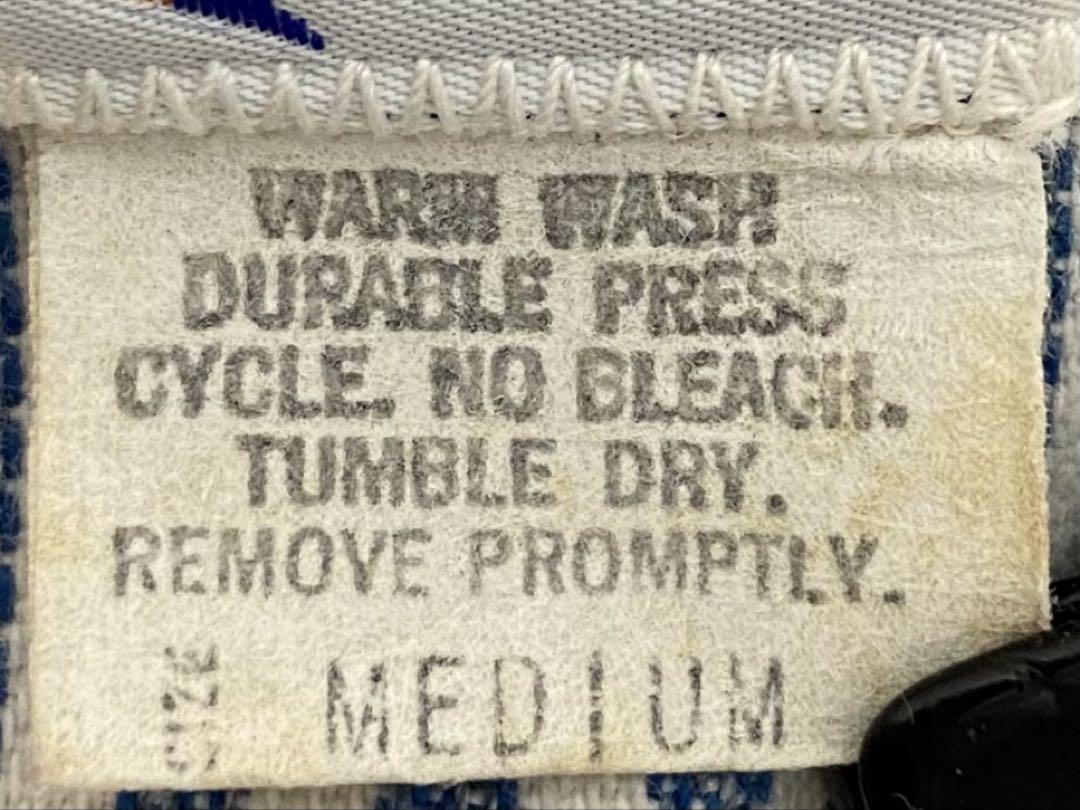 WARM WASH
DURABLE PRESS
CYCLE. NO BLEACH.
TUMBLE DRY.
REMOVE PROMPTLY.
SIZE MEDIUM